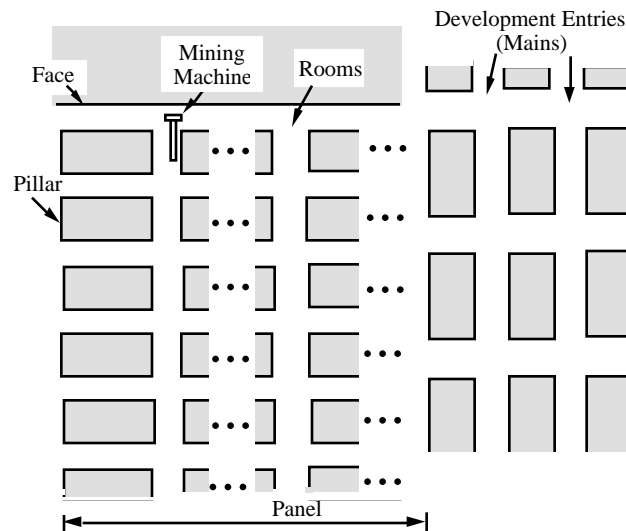 Development Entries
(Mains)
Mining
Machine
Rooms
Face
Pillar
Panel